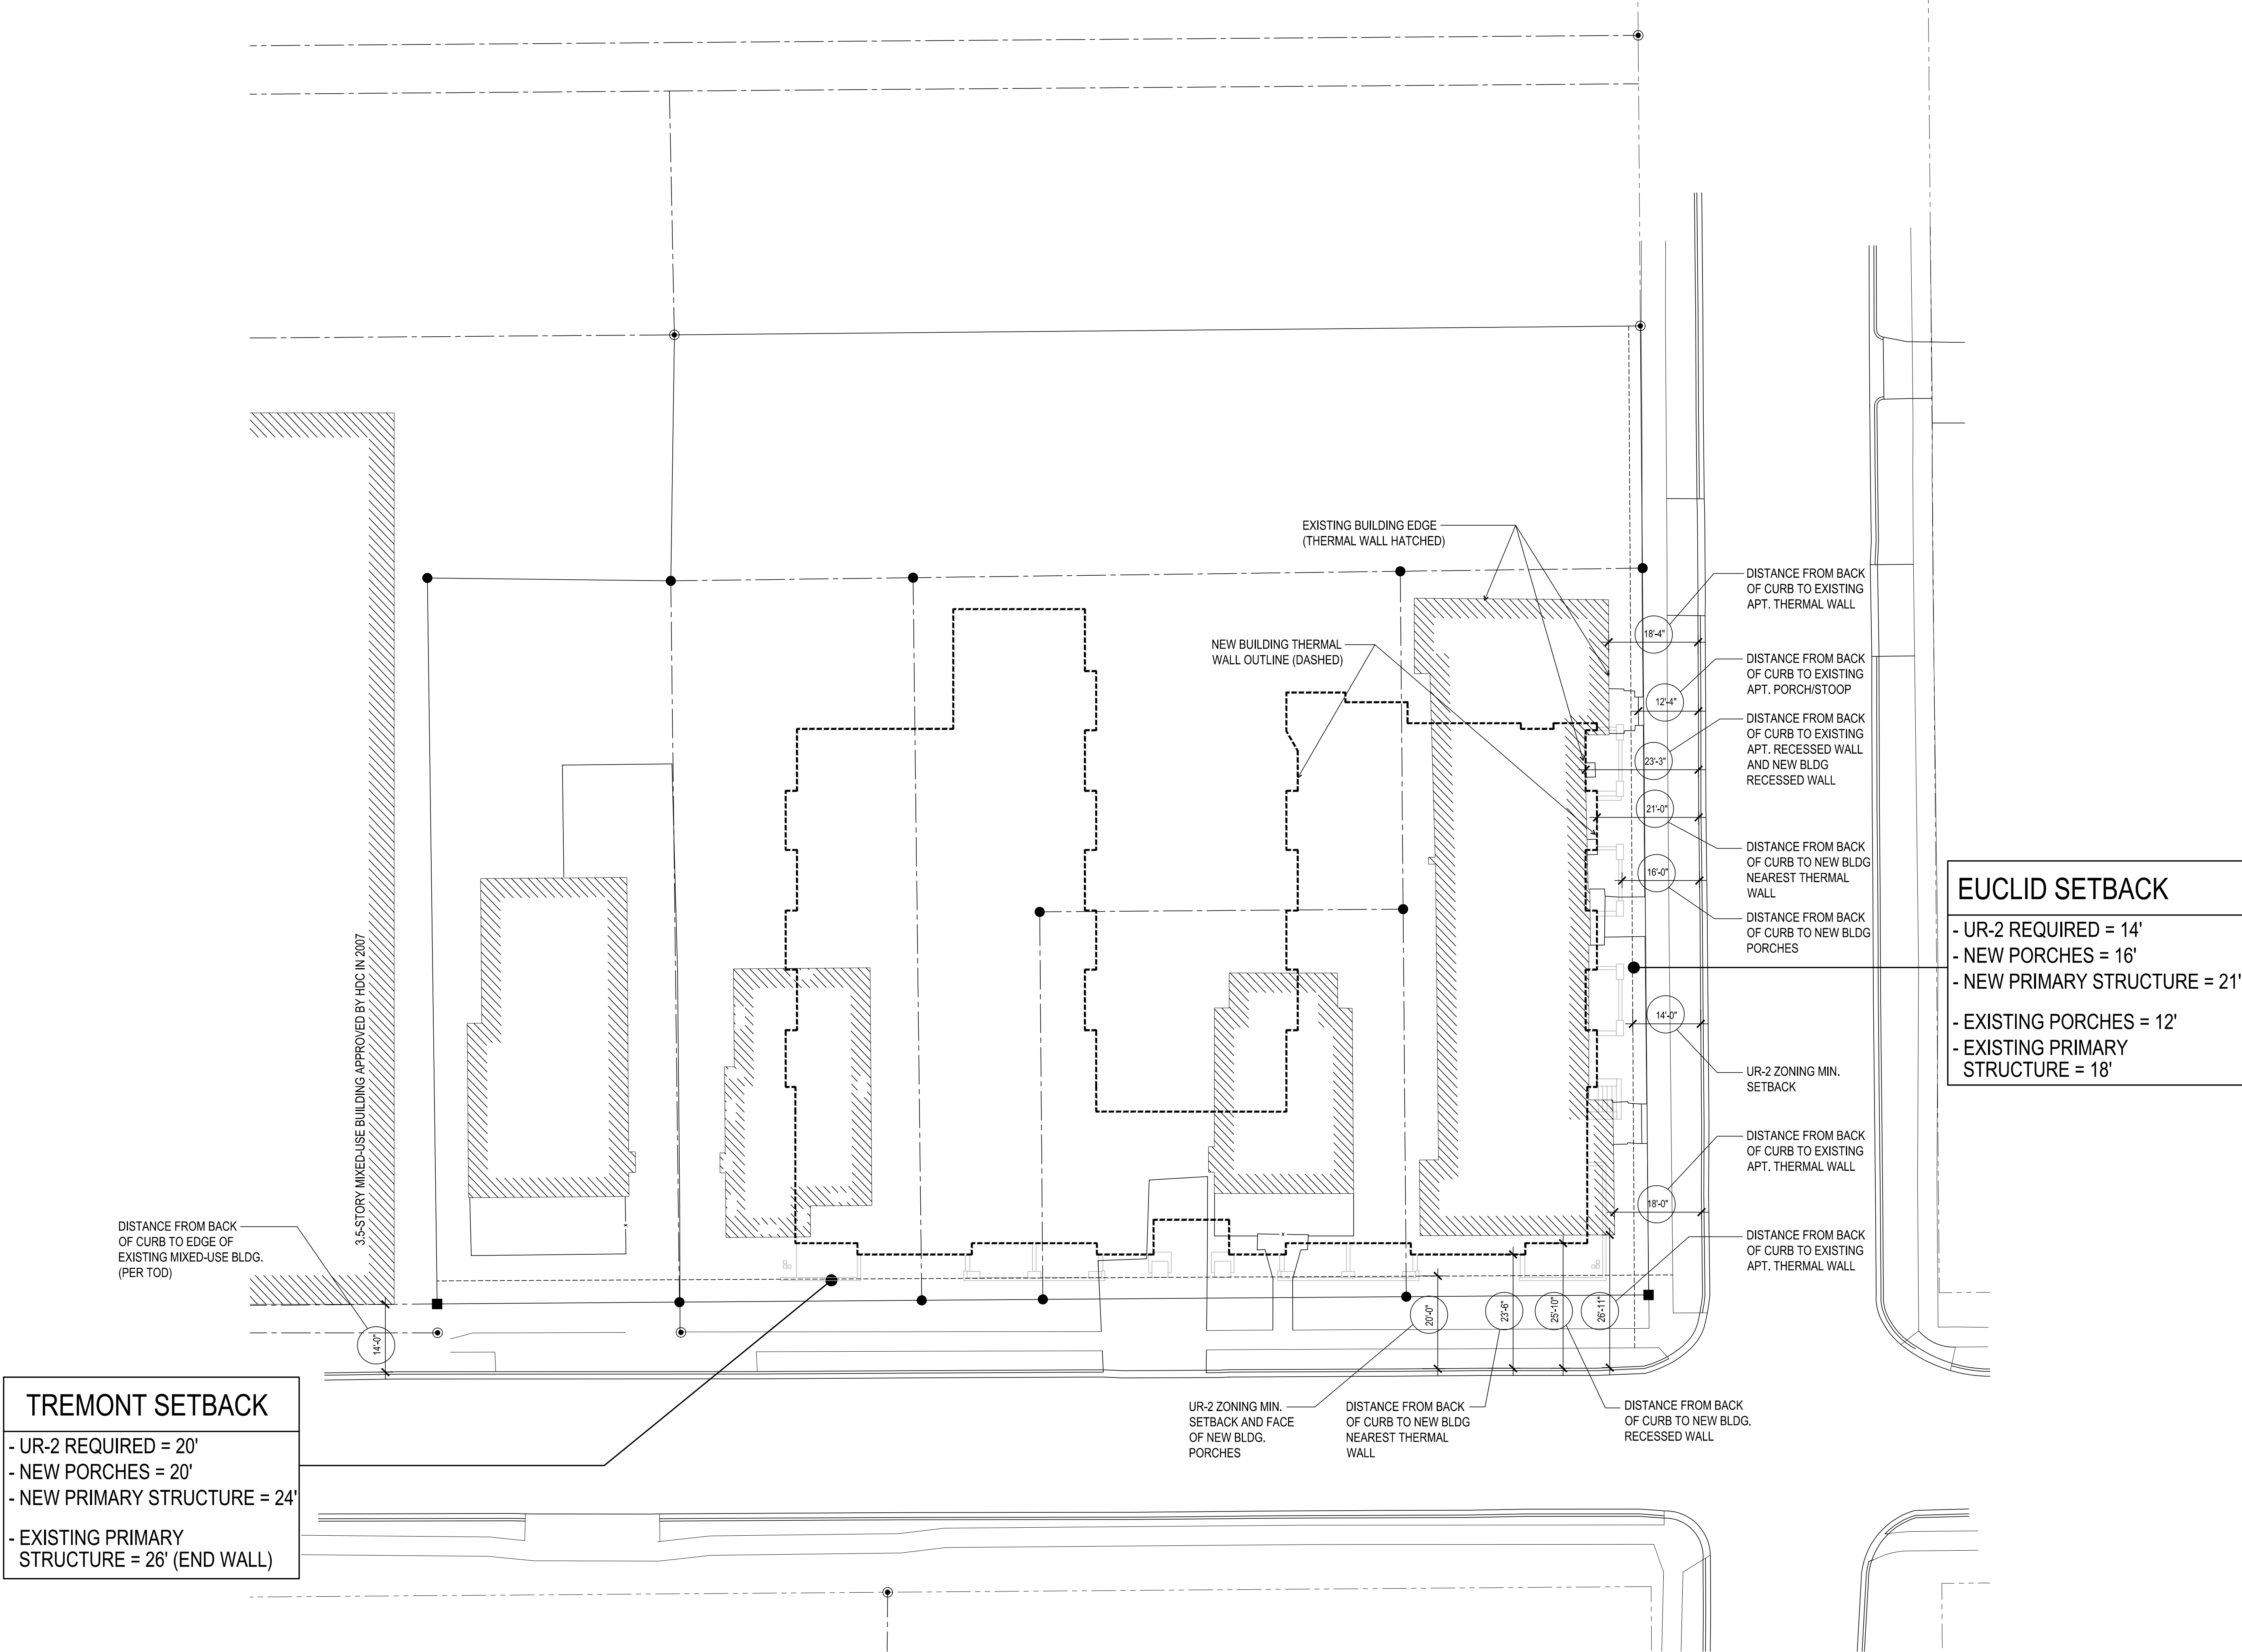 EXISTING BUILDING EDGE
(THERMAL WALL HATCHED)
NEW BUILDING THERMAL
WALL OUTLINE (DASHED)
DISTANCE FROM BACK
OF CURB TO EXISTING
APT. THERMAL WALL
18'-4"
DISTANCE FROM BACK
OF CURB TO EXISTING
APT. PORCH/STOOP
12'-4"
DISTANCE FROM BACK
OF CURB TO EXISTING
APT. RECESSED WALL
AND NEW BLDG
RECESSED WALL
23'-3"
21'-0"
DISTANCE FROM BACK
OF CURB TO NEW BLDG
NEAREST THERMAL
WALL
16'-0"
DISTANCE FROM BACK
OF CURB TO NEW BLDG
PORCHES
14'-0"
UR-2 ZONING MIN.
SETBACK
DISTANCE FROM BACK
OF CURB TO EXISTING
APT. THERMAL WALL
18'-0"
DISTANCE FROM BACK
OF CURB TO EXISTING
APT. THERMAL WALL
EUCLID SETBACK
- UR-2 REQUIRED = 14'
- NEW PORCHES = 16'
- NEW PRIMARY STRUCTURE = 21'
- EXISTING PORCHES = 12'
- EXISTING PRIMARY
STRUCTURE = 18'
3.5-STORY MIXED-USE BUILDING APPROVED BY HDC IN 2007
DISTANCE FROM BACK
OF CURB TO EDGE OF
EXISTING MIXED-USE BLDG.
(PER TOD)
14'-0"
20'-0"
23'-6"
25'-10"
26'-11"
UR-2 ZONING MIN.
SETBACK AND FACE
OF NEW BLDG.
PORCHES
DISTANCE FROM BACK
OF CURB TO NEW BLDG
NEAREST THERMAL
WALL
DISTANCE FROM BACK
OF CURB TO NEW BLDG.
RECESSED WALL
TREMONT SETBACK
- UR-2 REQUIRED = 20'
- NEW PORCHES = 20'
- NEW PRIMARY STRUCTURE = 24'
- EXISTING PRIMARY
STRUCTURE = 26' (END WALL)